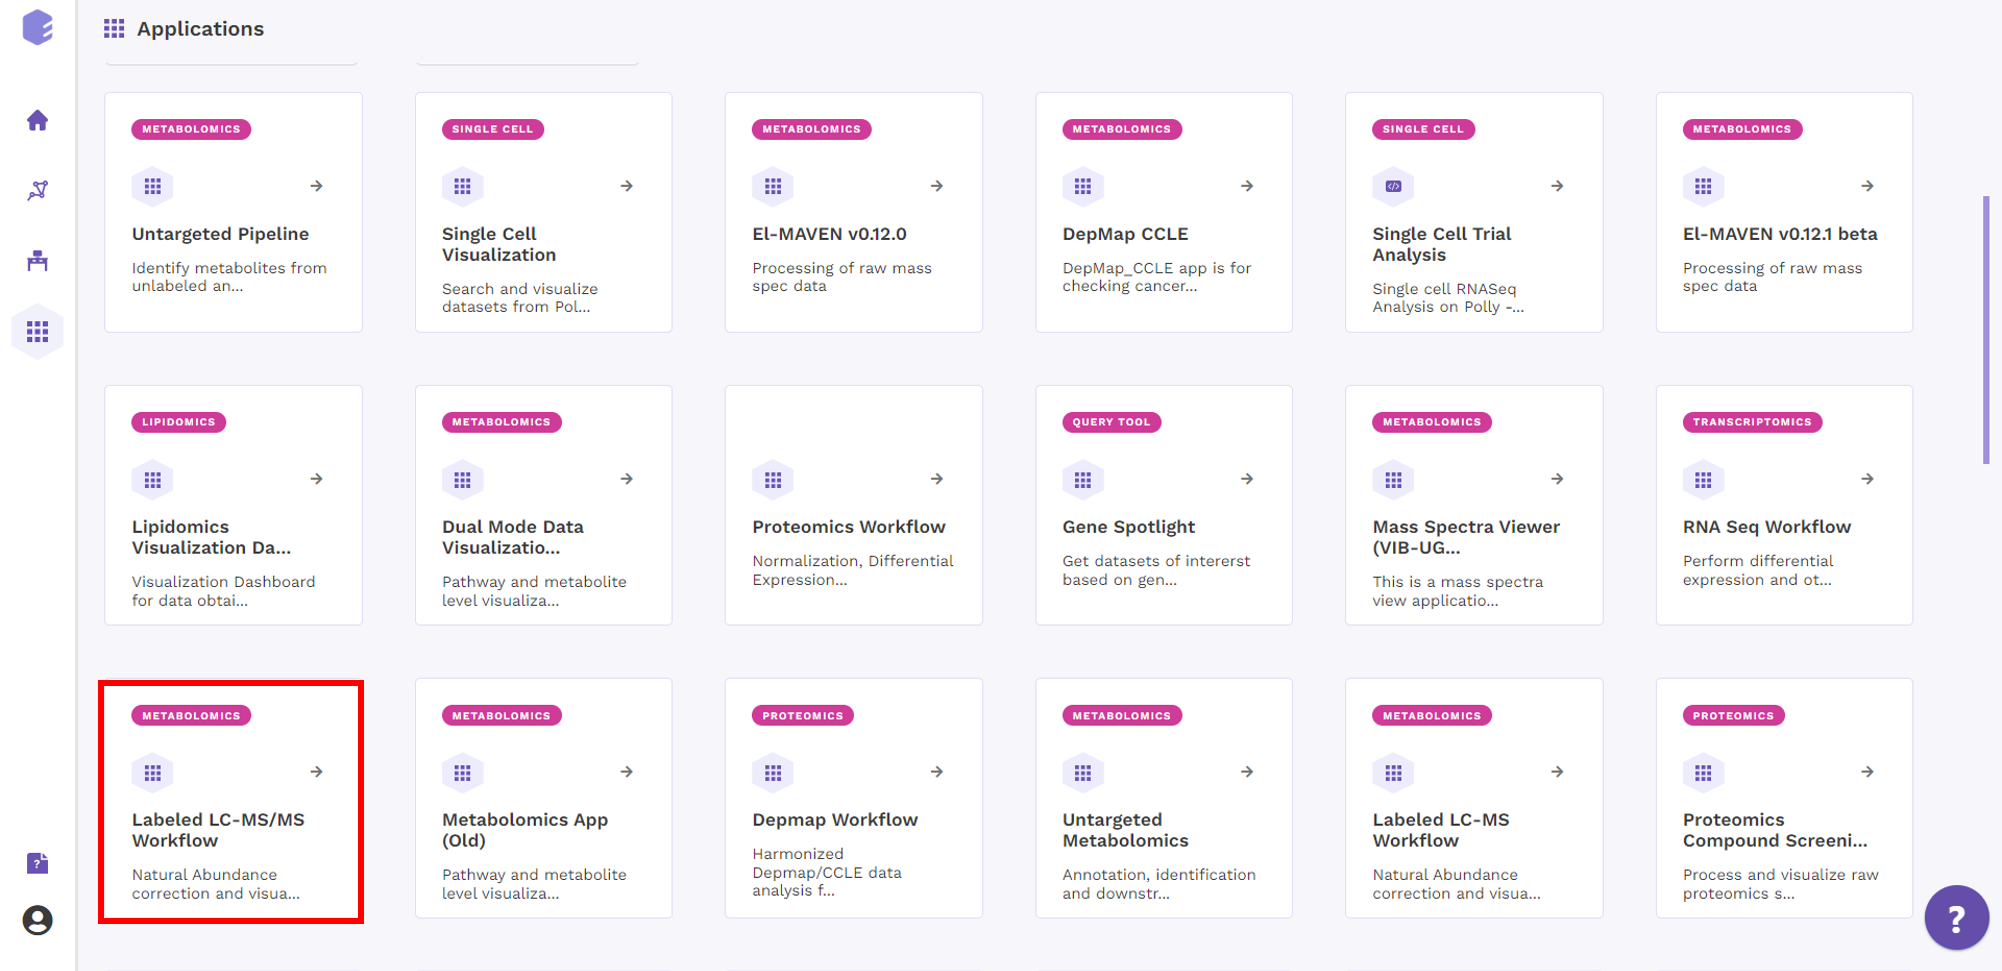 Applications
METABOLOMICS
Untargeted Pipeline
Identify metabolites from
unlabeled an...
SINGLE CELL
Single Cell
Visualization
Search and visualize
datasets from Pol...
METABOLOMICS
El-MAVEN v0.12.0
Processing of raw mass
spec data
METABOLOMICS
DepMap CCLE
DepMap_CCLE app is for
checking cancer...
SINGLE CELL
</>
Single Cell Trial
Analysis
Single cell RNASeq
Analysis on Polly -...
METABOLOMICS
El-MAVEN v0.12.1 beta
Processing of raw mass
spec data
LIPIDOMICS
Lipidomics
Visualization Da...
Visualization Dashboard
for data obtai...
METABOLOMICS
Dual Mode Data
Visualizatio...
Pathway and metabolite
level visualiza...
Proteomics Workflow
Normalization, Differential
Expression...
QUERY TOOL
Gene Spotlight
Get datasets of intererst
based on gen...
METABOLOMICS
Mass Spectra Viewer
(VIB-UG...
This is a mass spectra
view applicatio...
TRANSCRIPTOMICS
RNA Seq Workflow
Perform differential
expression and ot...
METABOLOMICS
Labeled LC-MS/MS
Workflow
Natural Abundance
correction and visua...
METABOLOMICS
Metabolomics App
(Old)
Pathway and metabolite
level visualiza...
PROTEOMICS
Depmap Workflow
Harmonized
Depmap/CCLE data
analysis f...
METABOLOMICS
Untargeted
Metabolomics
Annotation, identification
and downstr...
METABOLOMICS
Labeled LC-MS
Workflow
Natural Abundance
correction and visua...
PROTEOMICS
Proteomics
Compound Screeni...
Process and visualize raw
proteomics s...
?
?